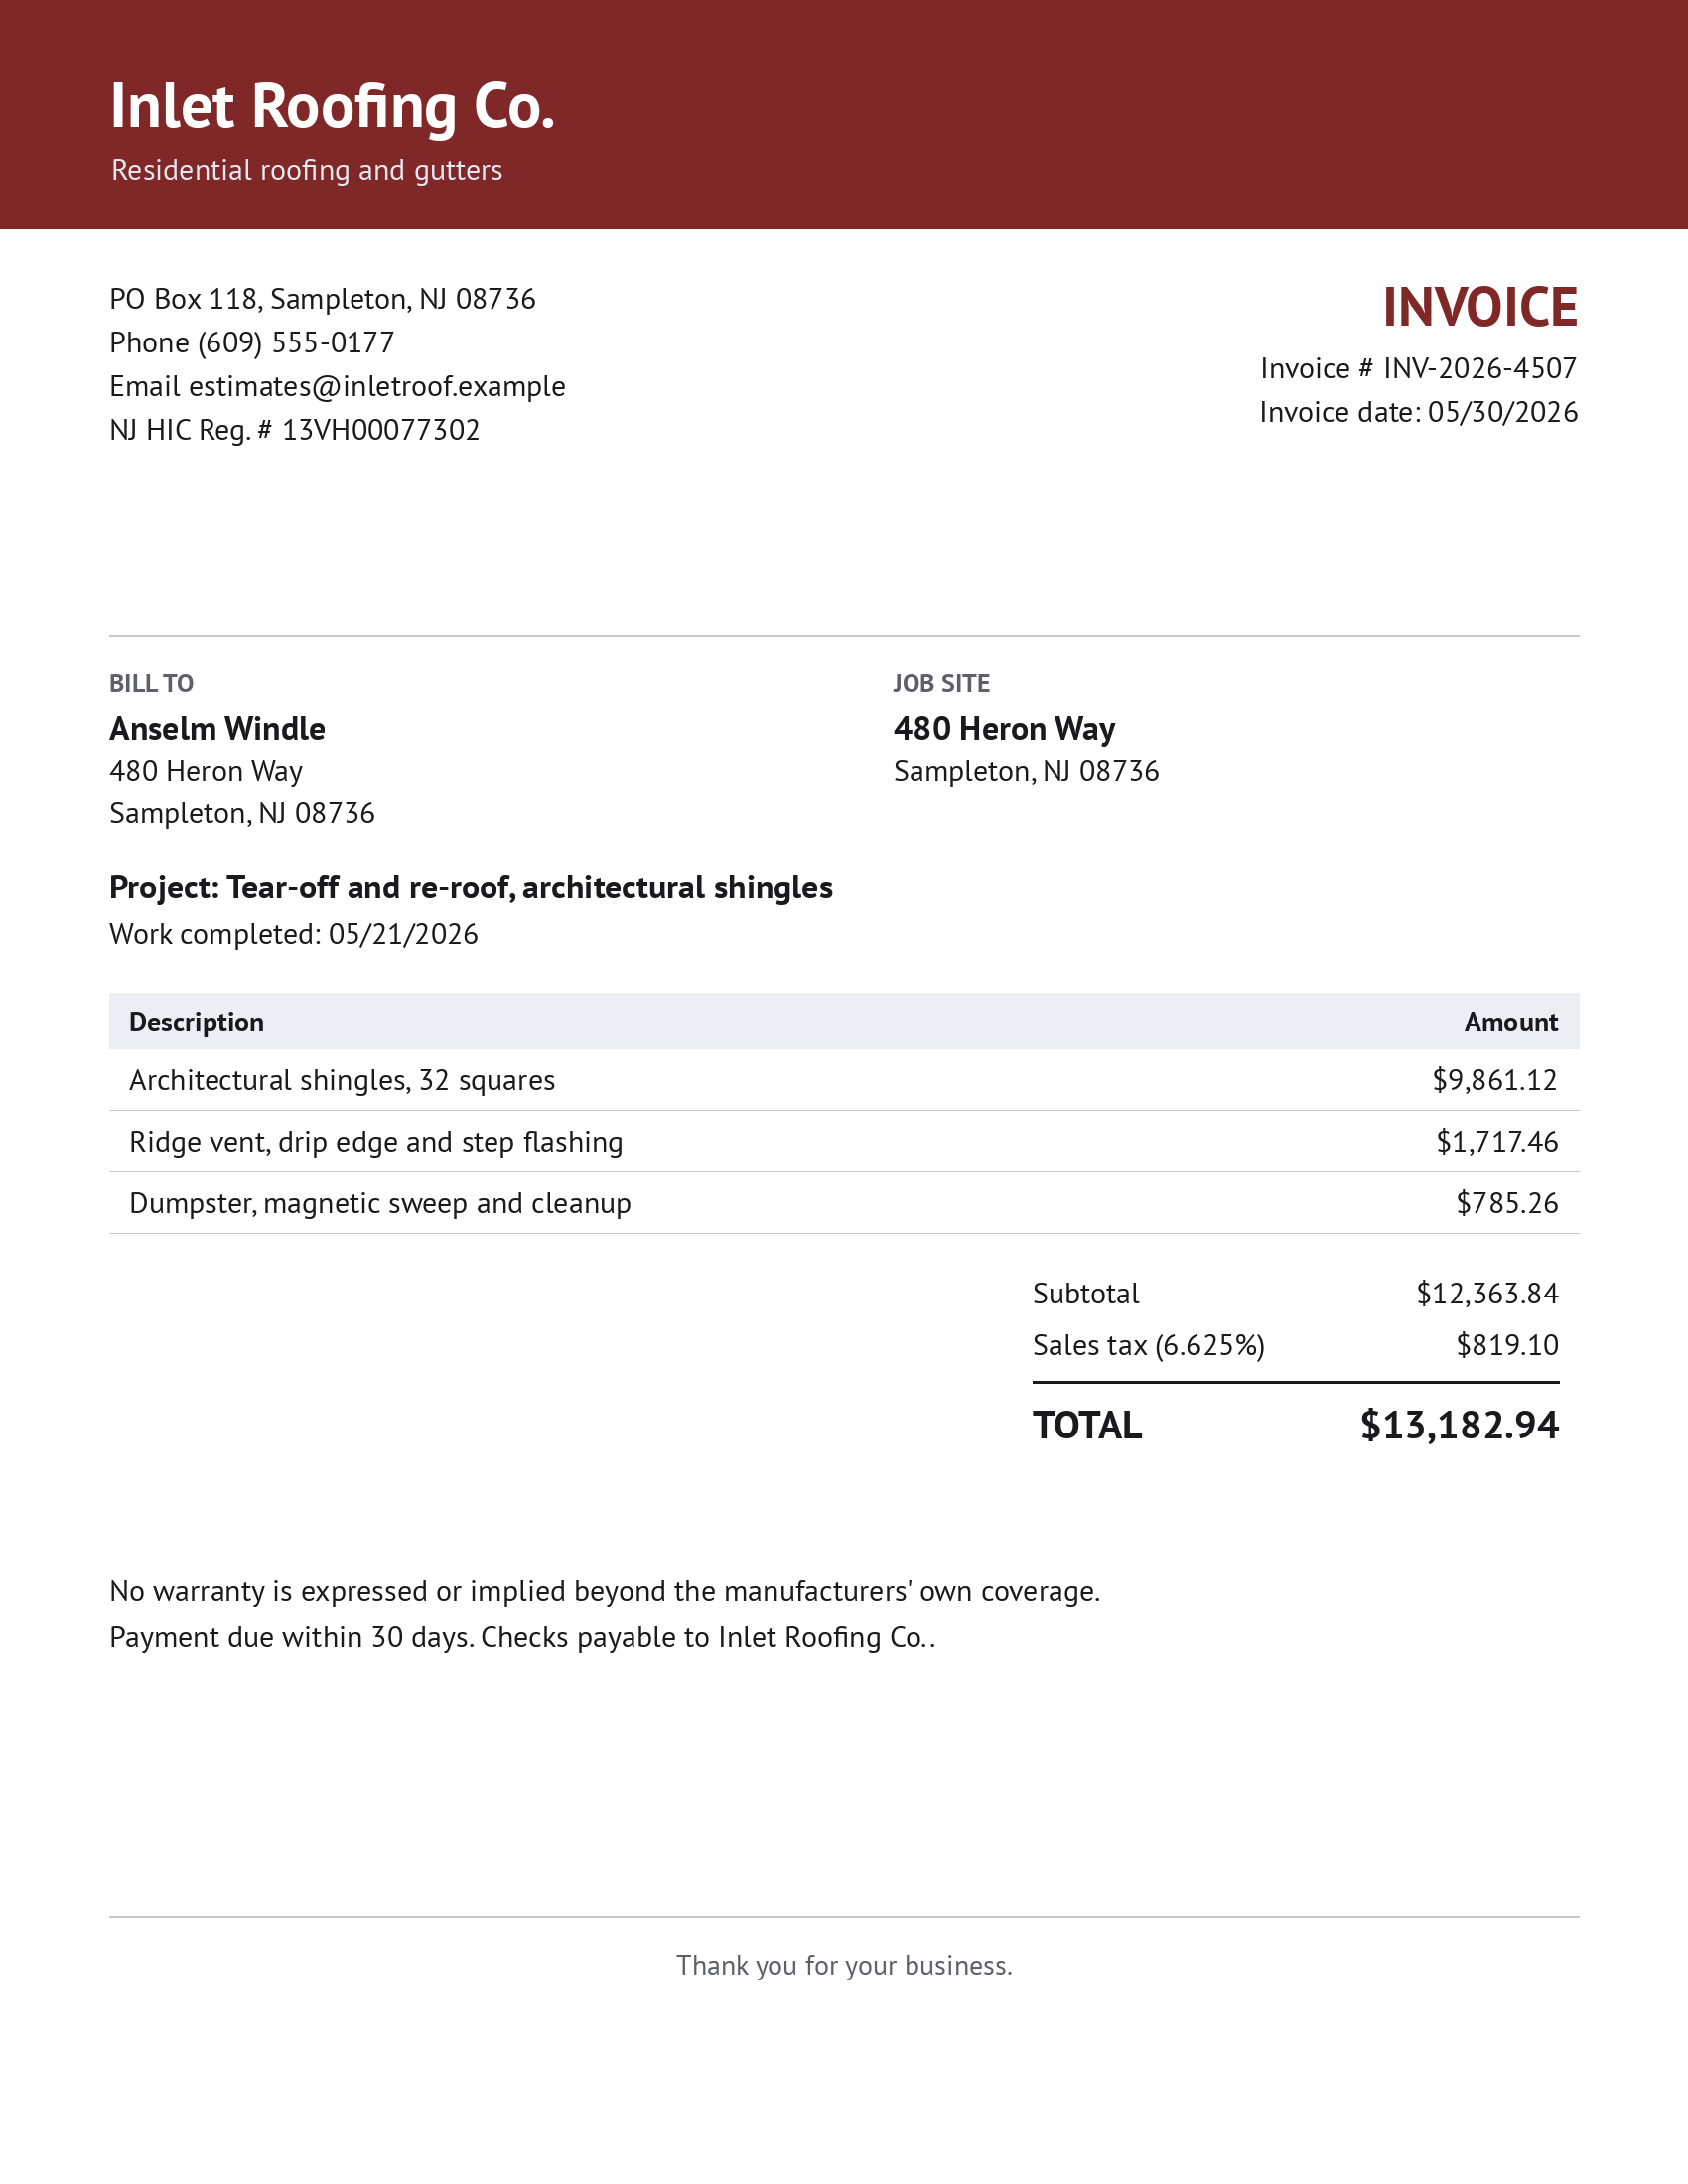 Inlet Roofing Co.
Residential roofing and gutters
PO Box 118, Sampleton, NJ 08736
Phone (609) 555-0177
Email estimates@inletroof.example
NJ HIC Reg. # 13VH00077302
INVOICE
Invoice # INV-2026-4507
Invoice date: 05/30/2026
BILL TO
Anselm Windle
480 Heron Way
Sampleton, NJ 08736
JOB SITE
480 Heron Way
Sampleton, NJ 08736
Project: Tear-off and re-roof, architectural shingles
Work completed: 05/21/2026
Description Amount
Architectural shingles, 32 squares $9,861.12
Ridge vent, drip edge and step flashing $1,717.46
Dumpster, magnetic sweep and cleanup $785.26
Subtotal $12,363.84
Sales tax (6.625%) $819.10
TOTAL $13,182.94
No warranty is expressed or implied beyond the manufacturers' own coverage.
Payment due within 30 days. Checks payable to Inlet Roofing Co..
Thank you for your business.